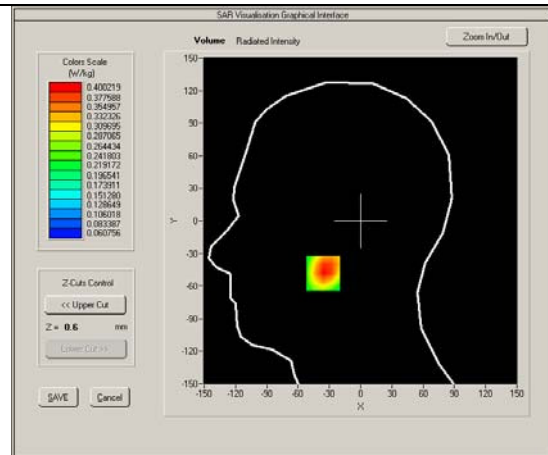 SAR Visualisation Graphical Interface
Volume Radiated Intensity
Zoom In/Out
Colors Scale
(W/kg)
0.400219
0.377588
0.354957
0.332326
0.309695
0.287065
0.264434
0.241803
0.219172
0.196541
0.173911
0.151280
0.128649
0.106018
0.083387
0.060756
Z-Cuts Control
<< Upper Cut
Z = 0.6 mm
Lower Cut >>
SAVE Cancel
150
120
90
60
30
0
-30
-60
-90
-120
-150
Y
-150 -120 -90 -60 -30 0 30 60 90 120 150
X